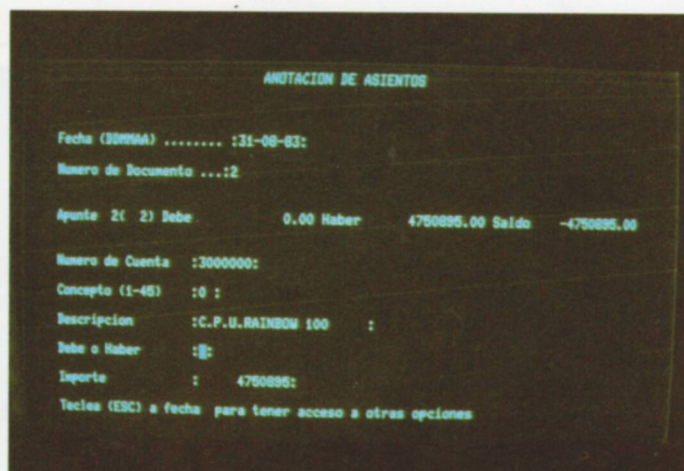 ANOTACION DE ASIENTOS
Fecha (DDMMAA) ........ :31-08-83:
Numero de Documento ...:2
Apunte 2( 2) Debe 0.00 Haber 4750895.00 Saldo -4750895.00
Numero de Cuenta :3000000:
Concepto (1-45) :0 :
Descripcion :C.P.U.RAINBOW 100 :
Debe o Haber : :
Importe : 4750895:
Teclea (ESC) a fecha para tener acceso a otras opciones